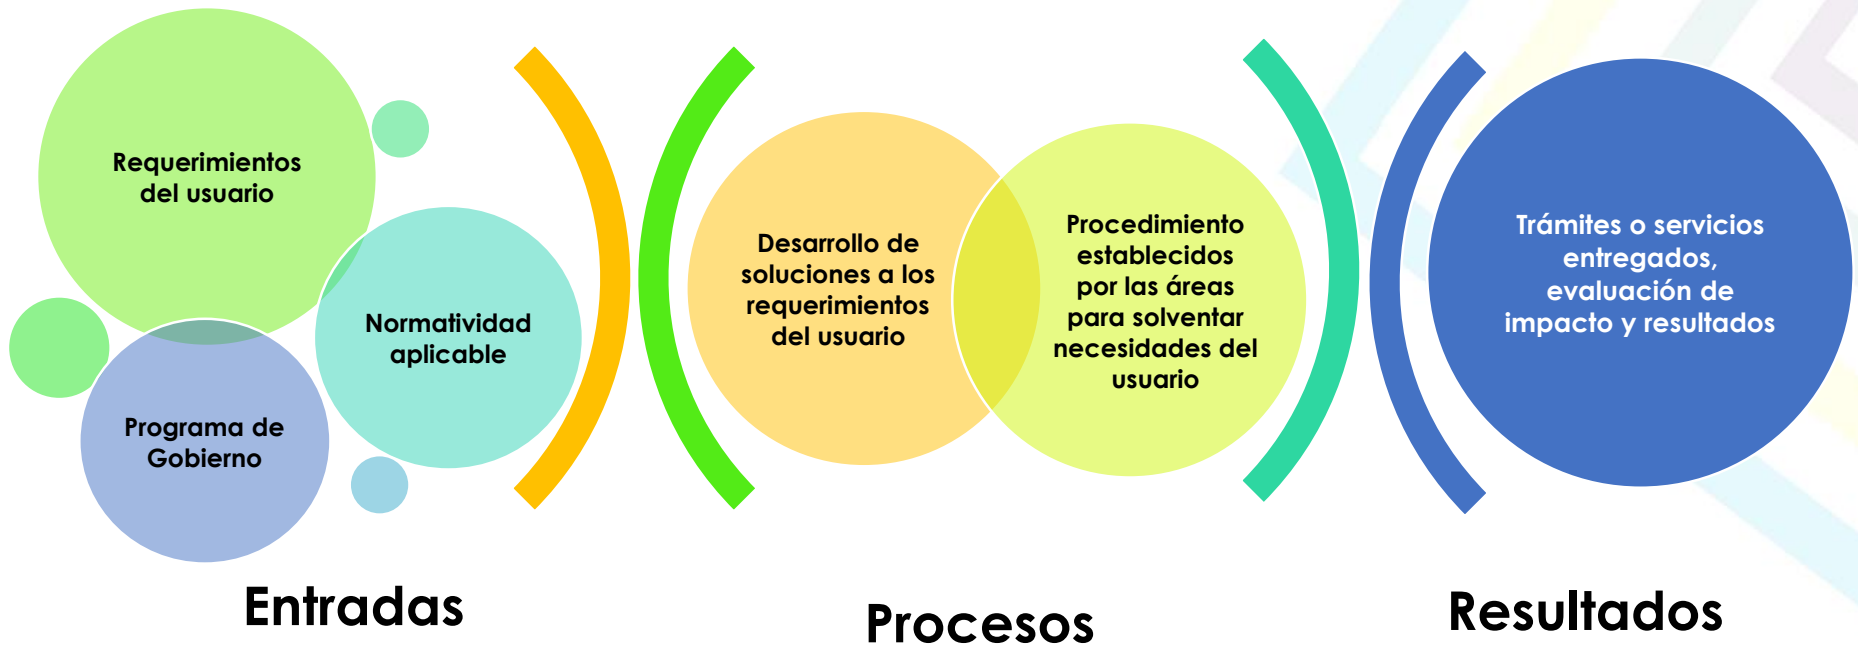 Requerimientos
del usuario
Normatividad
aplicable
Programa de
Gobierno
Entradas
Desarrollo de
soluciones a los
requerimientos
del usuario
Procedimiento
establecidos
por las áreas
para solventar
necesidades del
usuario
Procesos
Trámites o servicios
entregados,
evaluación de
impacto y resultados
Resultados